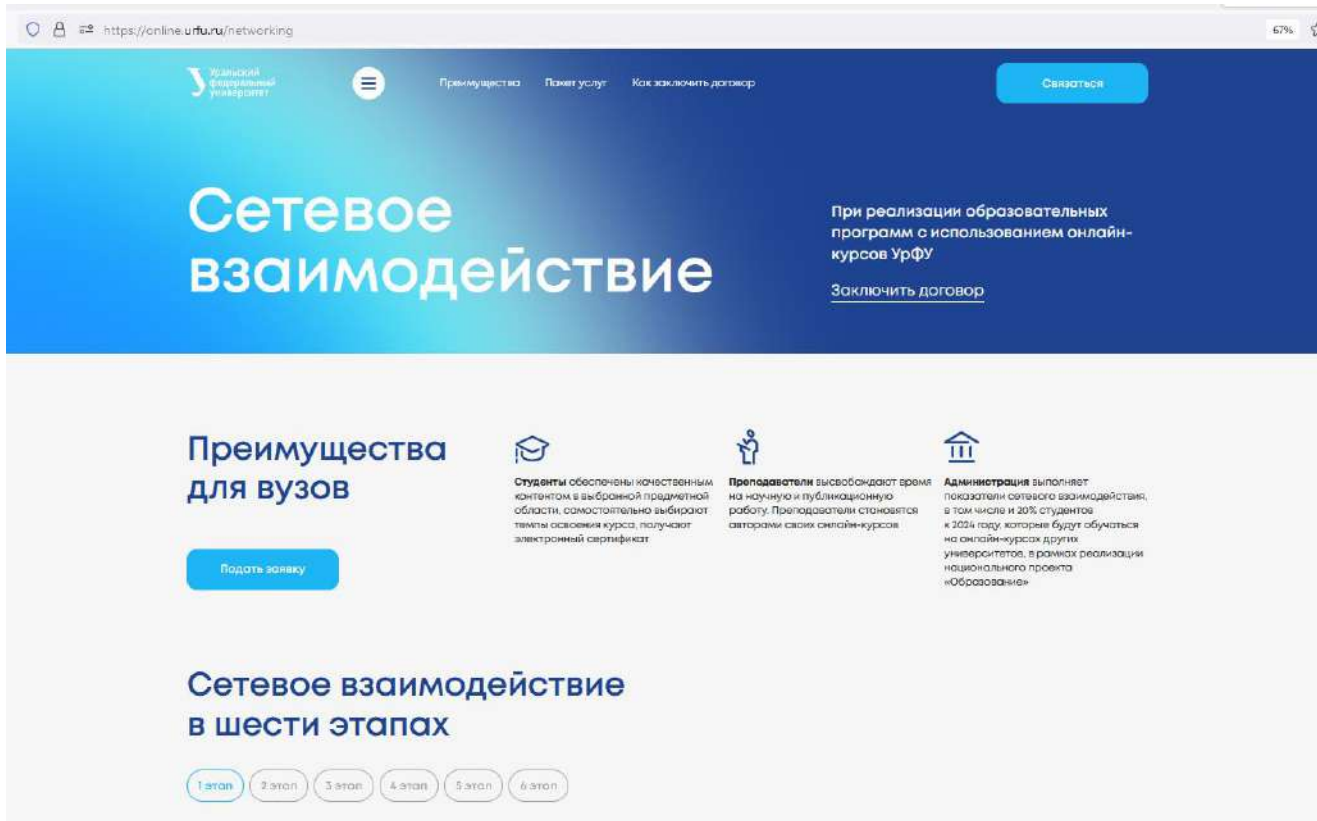 https://online.urfu.ru/networking
67%
Уральский
федеральный
университет
Преимущества Пакет услуг Как заключить договор
Связаться
Сетевое
взаимодействие
При реализации образовательных
программ с использованием онлайн-
курсов УрФУ
Заключить договор
Преимущества
для вузов
Подать заявку
Студенты обеспечены качественным
контентом в выбранной предметной
области, самостоятельно выбирают
темпы освоения курса, получают
электронный сертификат
Преподаватели высвобождают время
на научную и публикационную
работу. Преподаватели становятся
авторами своих онлайн-курсов
Администрация выполняет
показатели сетевого взаимодействия,
в том числе и 20% студентов
к 2024 году, которые будут обучаться
на онлайн-курсах других
университетов, в рамках реализации
национального проекта
«Образование»
Сетевое взаимодействие
в шести этапах
1 этап 2 этап 3 этап 4 этап 5 этап 6 этап